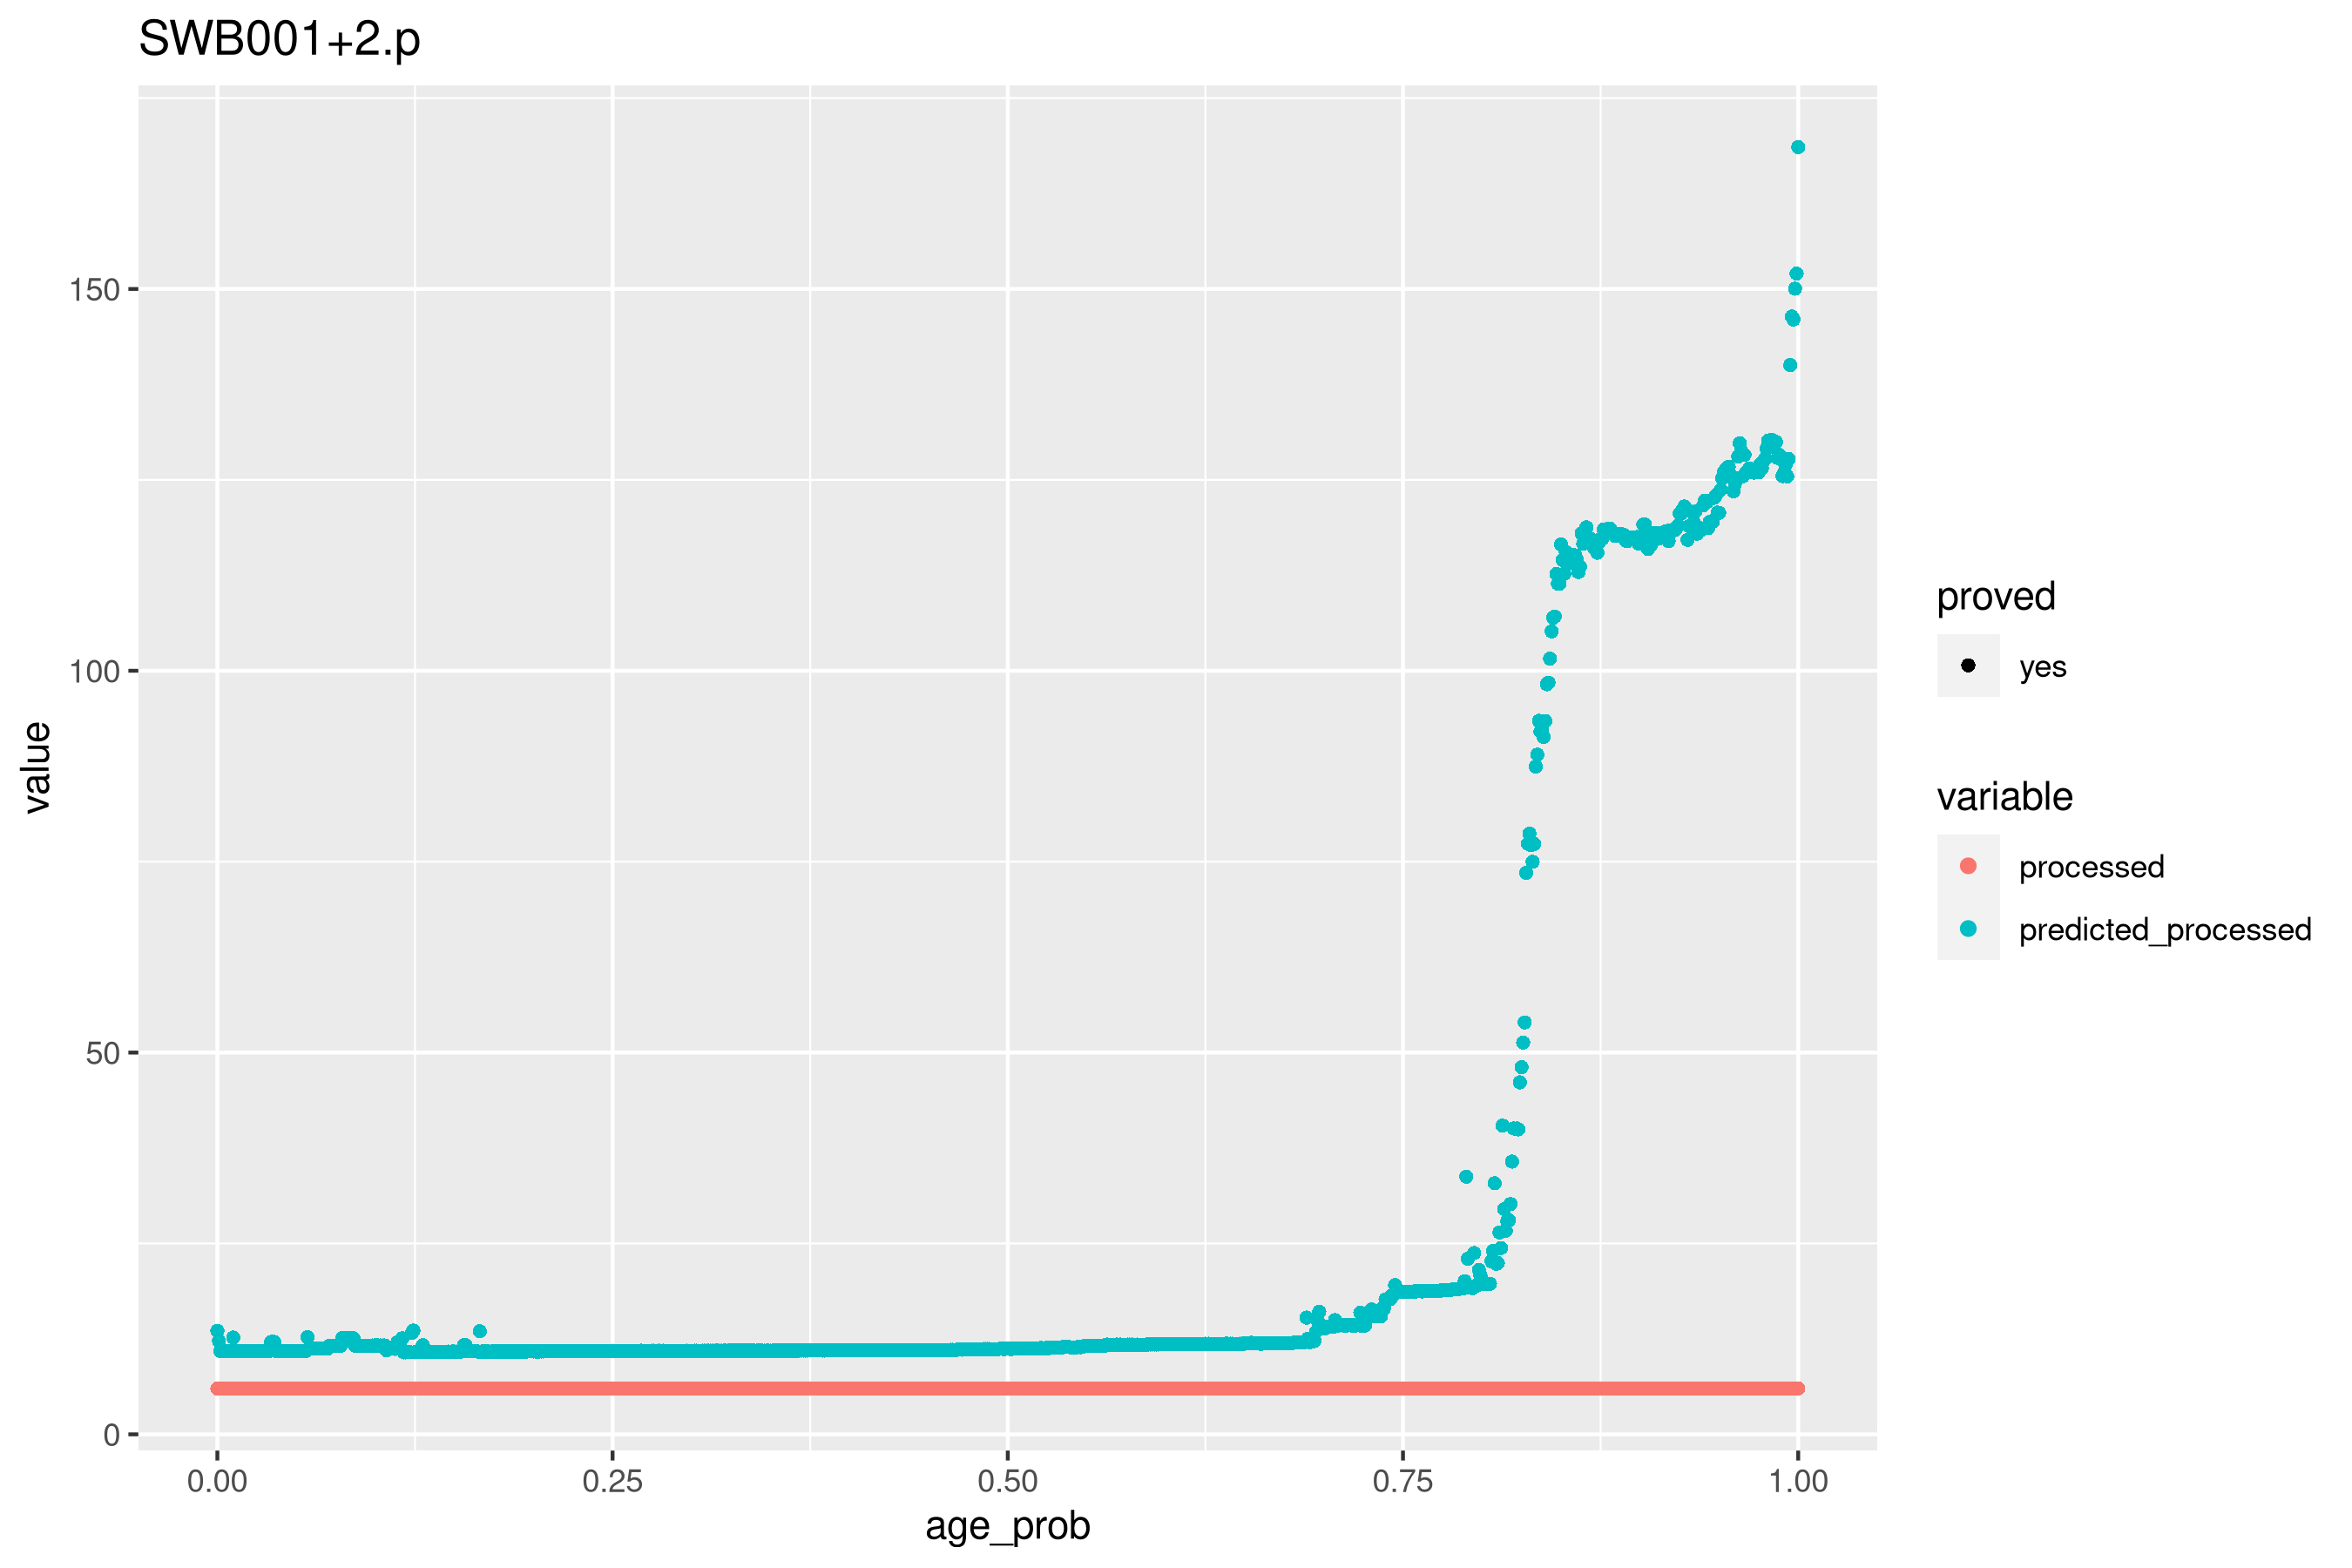 SWB001+2.p
150
100
50
0
value
0.00 0.25 0.50 0.75 1.00
age_prob
proved
yes
variable
processed
predicted_processed